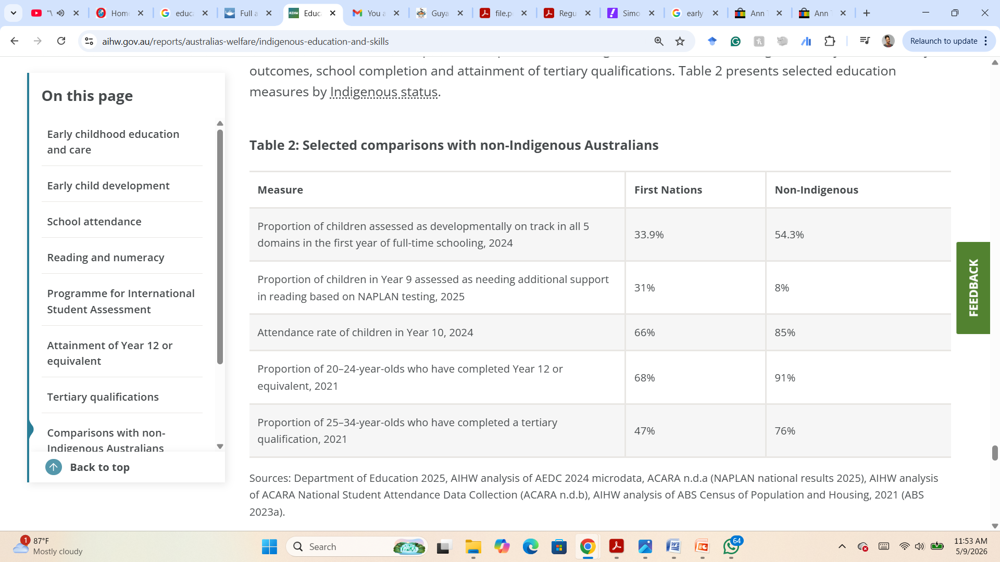 "\
Hom
educ
Full a
AIHW
Educ
You a
Guya
file.p
Regu
Simo
early
Ann
Ann
aihw.gov.au/reports/australias-welfare/indigenous-education-and-skills
Relaunch to update
On this page
Early childhood education
and care
Early child development
School attendance
Reading and numeracy
Programme for International
Student Assessment
Attainment of Year 12 or
equivalent
Tertiary qualifications
Comparisons with non-
Indigenous Australians
Back to top
outcomes, school completion and attainment of tertiary qualifications. Table 2 presents selected education
measures by Indigenous status.
Table 2: Selected comparisons with non-Indigenous Australians
Measure First Nations Non-Indigenous
Proportion of children assessed as developmentally on track in all 5
domains in the first year of full-time schooling, 2024
33.9% 54.3%
Proportion of children in Year 9 assessed as needing additional support
in reading based on NAPLAN testing, 2025
31% 8%
Attendance rate of children in Year 10, 2024 66% 85%
Proportion of 20–24-year-olds who have completed Year 12 or
equivalent, 2021
68% 91%
Proportion of 25–34-year-olds who have completed a tertiary
qualification, 2021
47% 76%
Sources: Department of Education 2025, AIHW analysis of AEDC 2024 microdata, ACARA n.d.a (NAPLAN national results 2025), AIHW analysis
of ACARA National Student Attendance Data Collection (ACARA n.d.b), AIHW analysis of ABS Census of Population and Housing, 2021 (ABS
2023a).
FEEDBACK
1
87°F
Mostly cloudy
Search
64
11:53 AM
5/9/2026